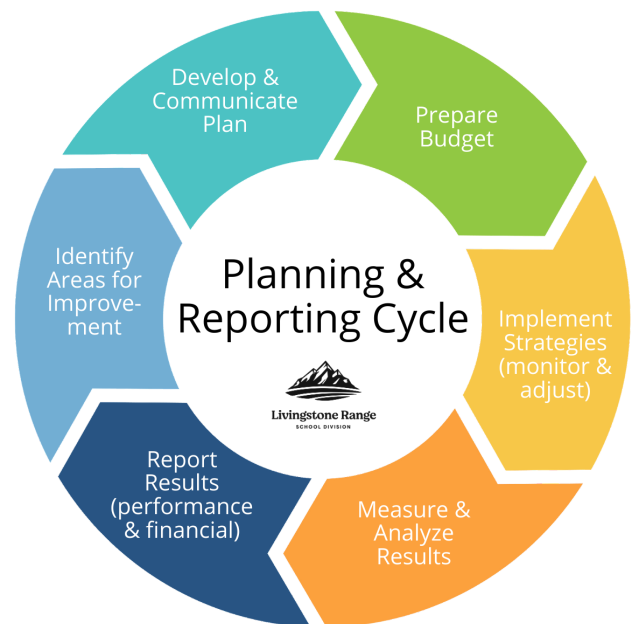 Planning &
Reporting Cycle
Livingstone Range
SCHOOL DIVISION
Develop &
Communicate
Plan
Prepare
Budget
Implement
Strategies
(monitor &
adjust)
Measure &
Analyze
Results
Report
Results
(performance
& financial)
Identify
Areas for
Improve-
ment